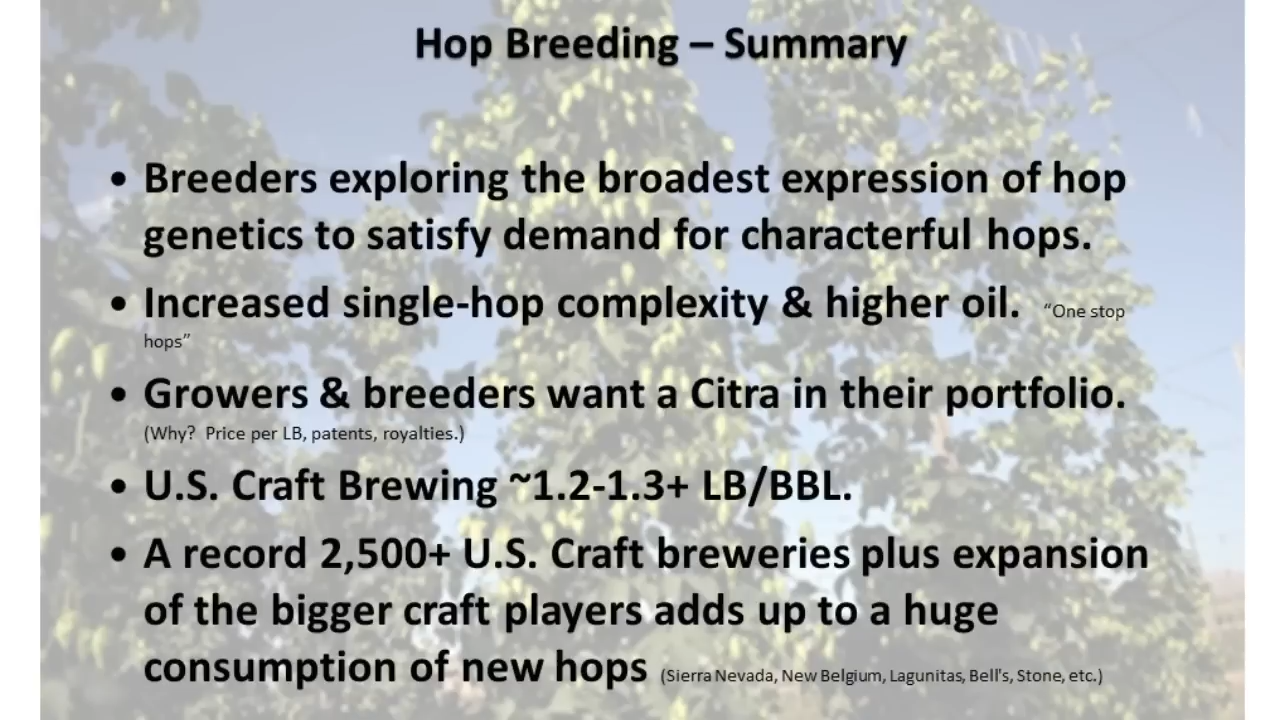 Hop Breeding – Summary
• Breeders exploring the broadest expression of hop
genetics to satisfy demand for characterful hops.
• Increased single-hop complexity & higher oil. “One stop
hops”
• Growers & breeders want a Citra in their portfolio.
(Why? Price per LB, patents, royalties.)
• U.S. Craft Brewing ~1.2-1.3+ LB/BBL.
• A record 2,500+ U.S. Craft breweries plus expansion
of the bigger craft players adds up to a huge
consumption of new hops (Sierra Nevada, New Belgium, Lagunitas, Bell's, Stone, etc.)